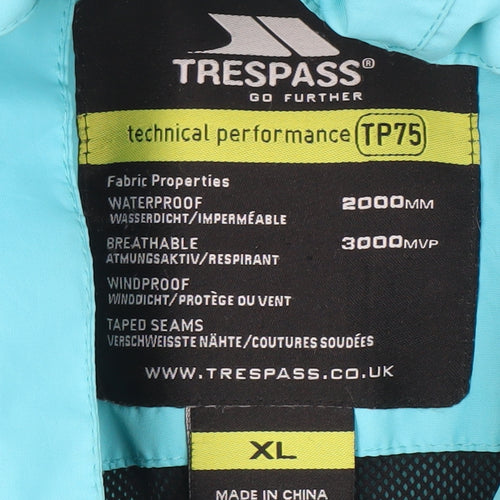 TRESPASS®
GO FURTHER
technical performance TP75
Fabric Properties
WATERPROOF 2000MM
WASSERDICHT/IMPERMÉABLE
BREATHABLE 3000MVP
ATMUNGSAKTIV/RESPIRANT
WINDPROOF
WINDDICHT/PROTÈGE DU VENT
TAPED SEAMS
VERSCHWEISSTE NÄHTE/COUTURES SOUDÉES
WWW.TRESPASS.CO.UK
XL
MADE IN CHINA